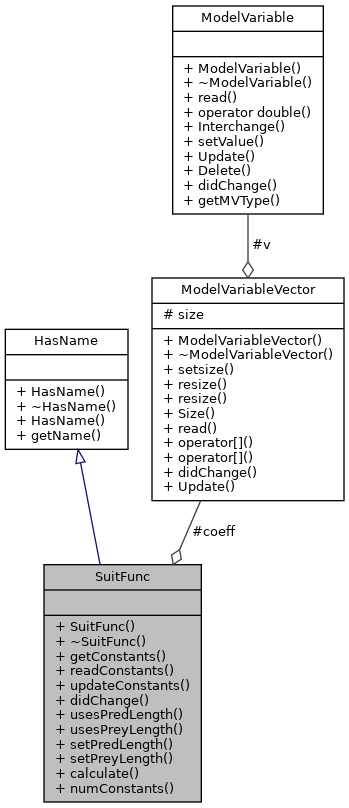 ModelVariable
+ ModelVariable()
+ ~ModelVariable()
+ read()
+ operator double()
+ Interchange()
+ setValue()
+ Update()
+ Delete()
+ didChange()
+ getMVType()
#v
ModelVariableVector
# size
+ ModelVariableVector()
+ ~ModelVariableVector()
+ setsize()
+ resize()
+ resize()
+ Size()
+ read()
+ operator[]()
+ operator[]()
+ didChange()
+ Update()
HasName
+ HasName()
+ ~HasName()
+ HasName()
+ getName()
#coeff
SuitFunc
+ SuitFunc()
+ ~SuitFunc()
+ getConstants()
+ readConstants()
+ updateConstants()
+ didChange()
+ usesPredLength()
+ usesPreyLength()
+ setPredLength()
+ setPreyLength()
+ calculate()
+ numConstants()